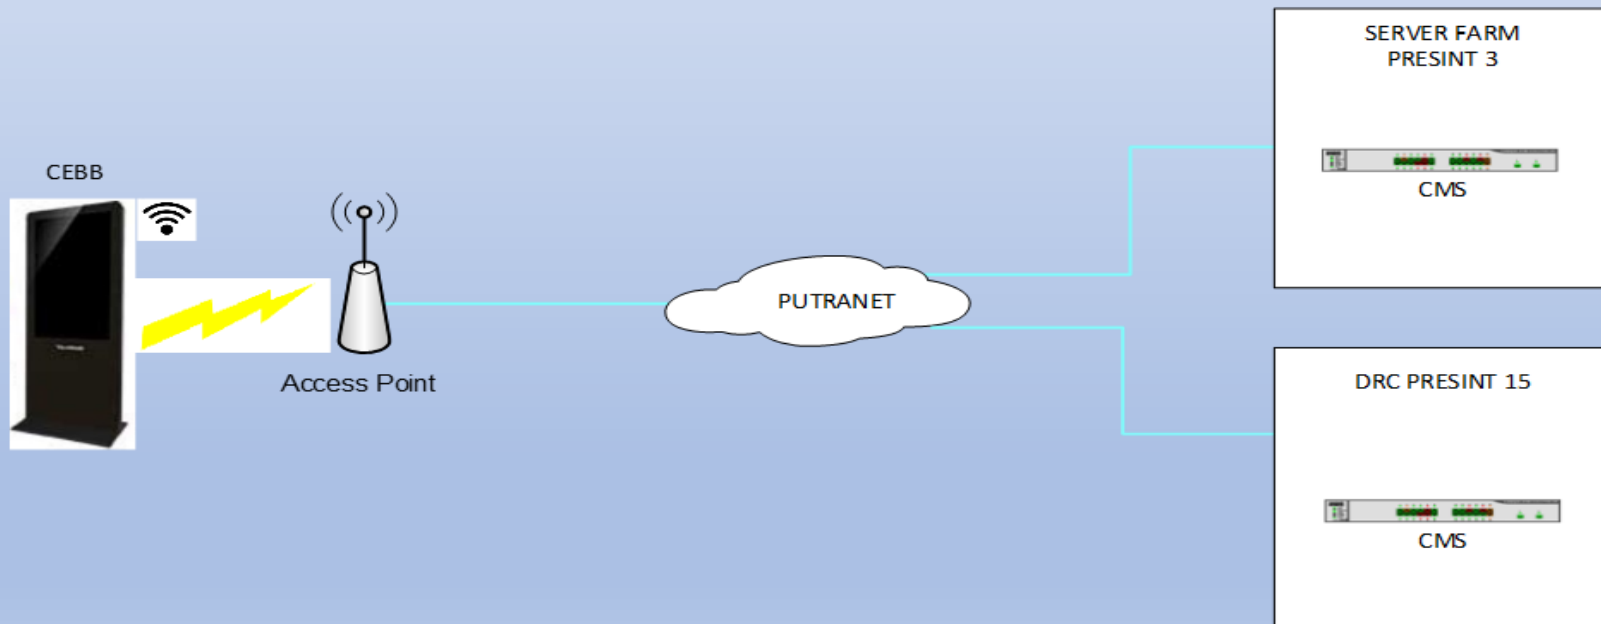 SERVER FARM
PRESINT 3
CMS
CEBB
PUTRANET
Access Point
DRC PRESINT 15
CMS